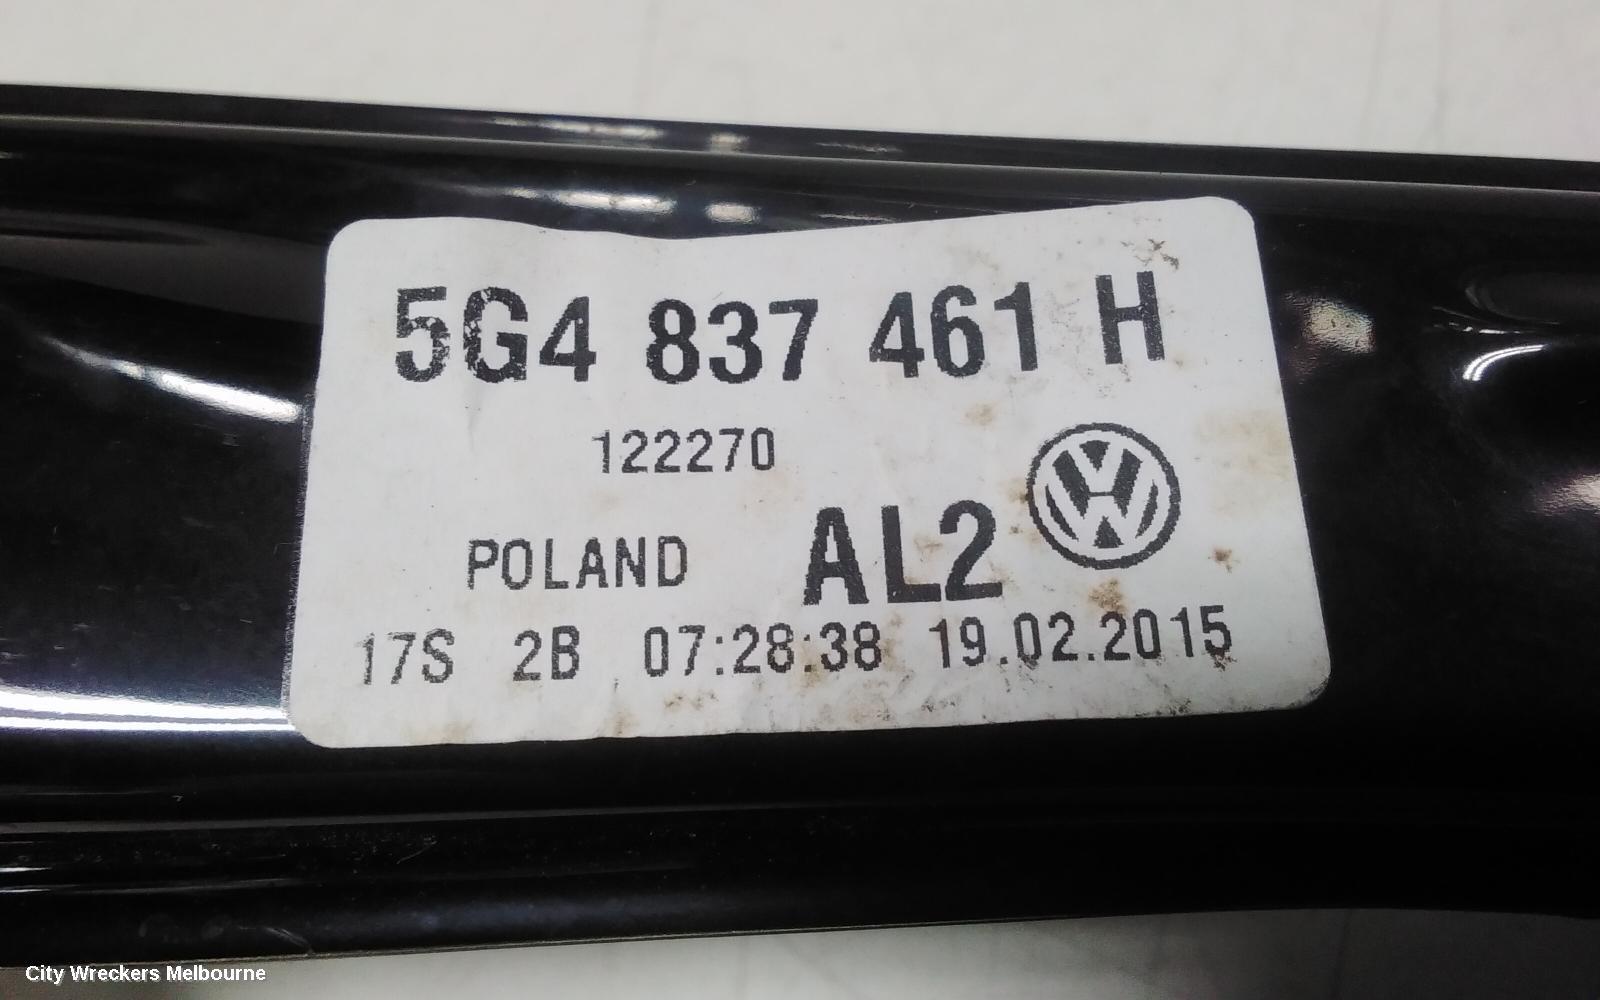 5G4 837 461 H
122270
POLAND AL2
17S 2B 07:28:38 19.02.2015
City Wreckers Melbourne